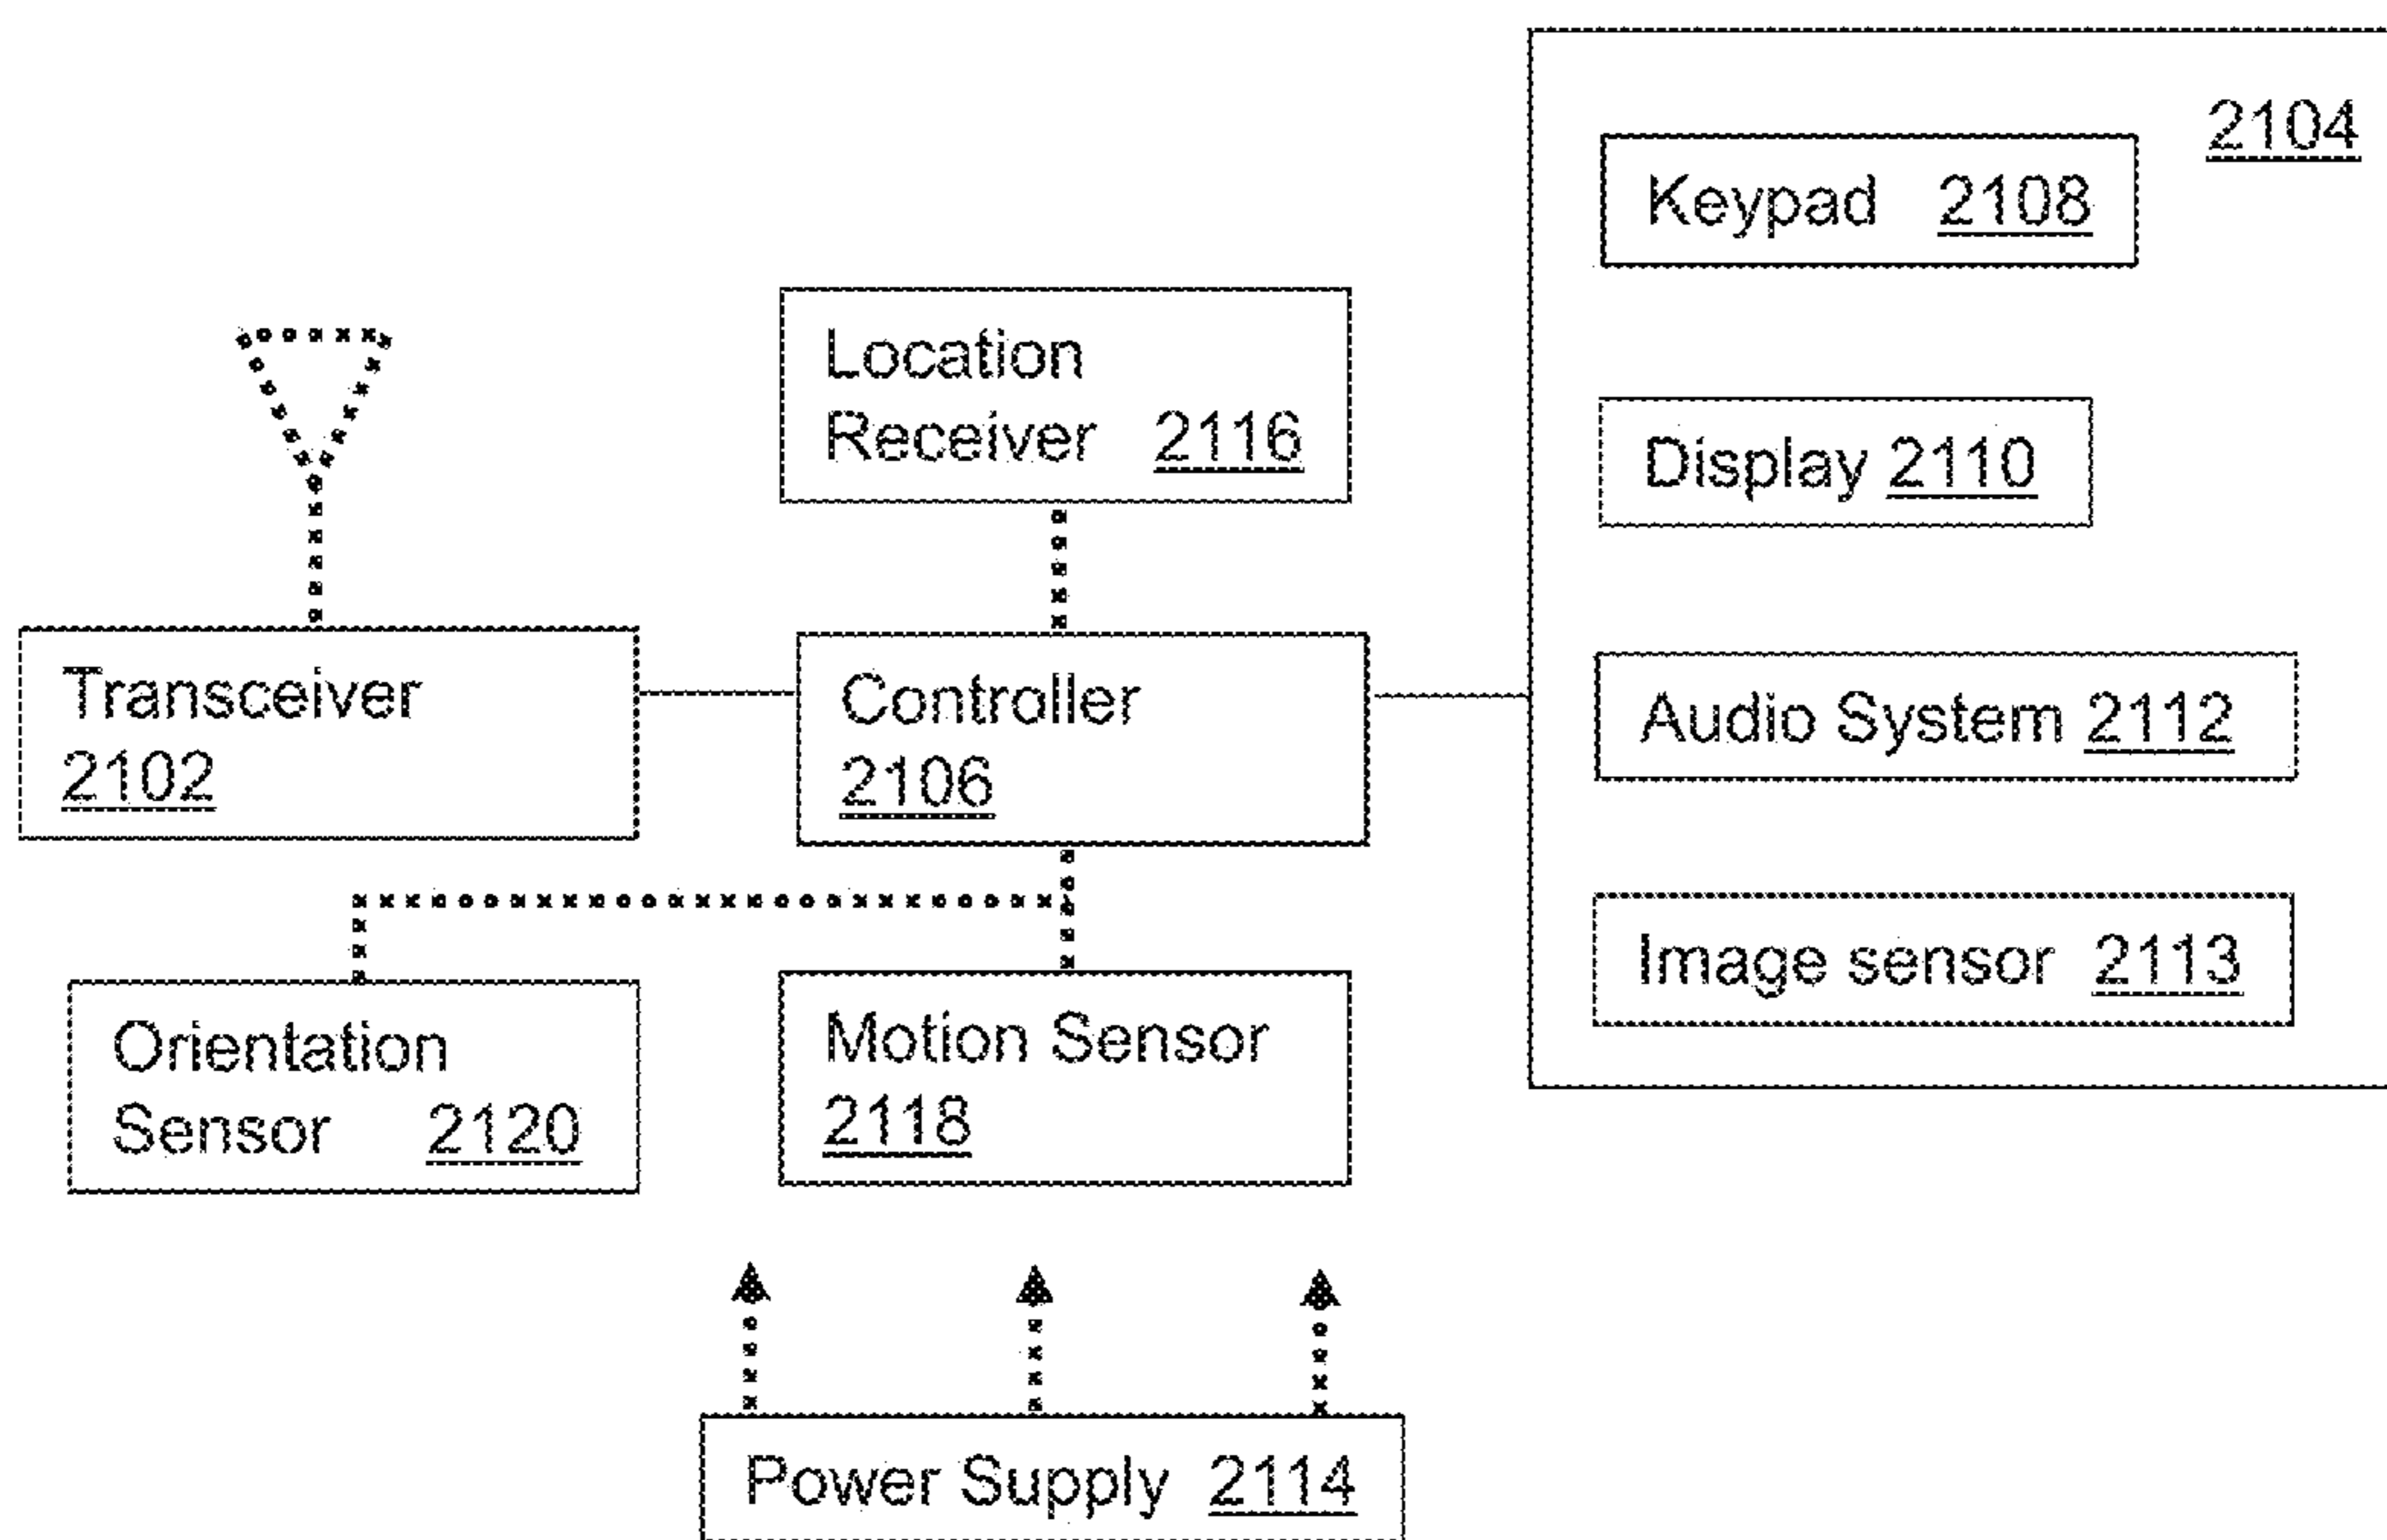 2104
Keypad 2108
Location
Receiver 2116
Display 2110
Transceiver
2102
Controller
2106
Audio System 2112
Image sensor 2113
Orientation
Sensor 2120
Motion Sensor
2118
Power Supply 2114